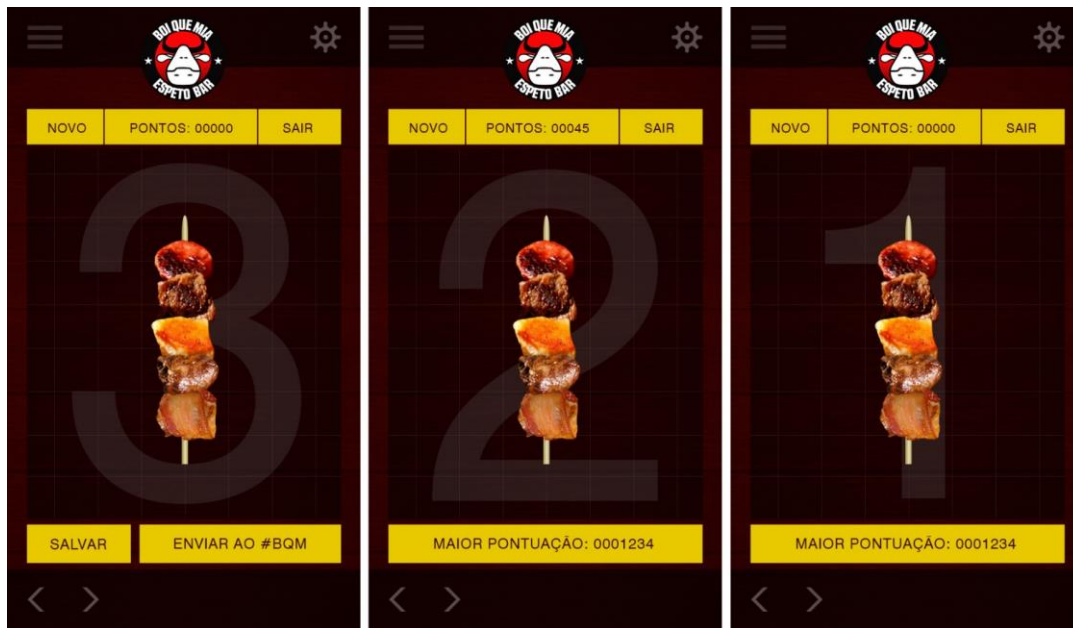 BOI QUE MIA
ESPETO BAR
NOVO PONTOS: 00000 SAIR
3
SALVAR ENVIAR AO #BQM
BOI QUE MIA
ESPETO BAR
NOVO PONTOS: 00045 SAIR
2
MAIOR PONTUAÇÃO: 0001234
BOI QUE MIA
ESPETO BAR
NOVO PONTOS: 00000 SAIR
1
MAIOR PONTUAÇÃO: 0001234